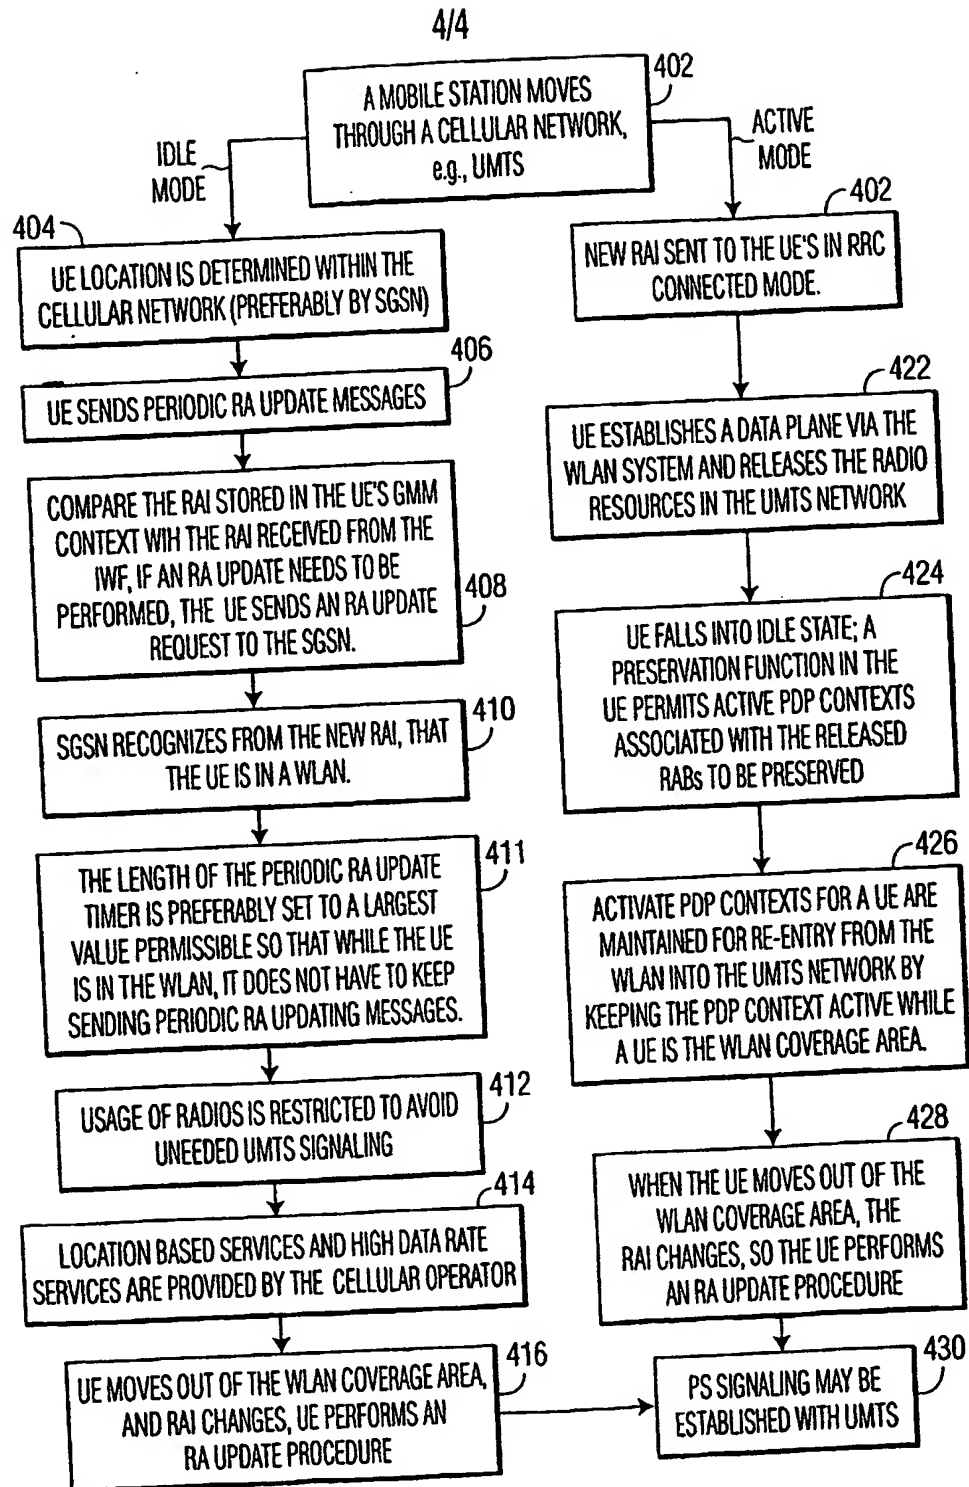 4/4
402
A MOBILE STATION MOVES
THROUGH A CELLULAR NETWORK,
e.g., UMTS
IDLE
MODE
ACTIVE
MODE
404
UE LOCATION IS DETERMINED WITHIN THE
CELLULAR NETWORK (PREFERABLY BY SGSN)
406
UE SENDS PERIODIC RA UPDATE MESSAGES
COMPARE THE RAI STORED IN THE UE'S GMM
CONTEXT WIH THE RAI RECEIVED FROM THE
IWF, IF AN RA UPDATE NEEDS TO BE
PERFORMED, THE UE SENDS AN RA UPDATE
REQUEST TO THE SGSN.
408
SGSN RECOGNIZES FROM THE NEW RAI, THAT
THE UE IS IN A WLAN.
410
THE LENGTH OF THE PERIODIC RA UPDATE
TIMER IS PREFERABLY SET TO A LARGEST
VALUE PERMISSIBLE SO THAT WHILE THE UE
IS IN THE WLAN, IT DOES NOT HAVE TO KEEP
SENDING PERIODIC RA UPDATING MESSAGES.
411
USAGE OF RADIOS IS RESTRICTED TO AVOID
UNEEDED UMTS SIGNALING
412
414
LOCATION BASED SERVICES AND HIGH DATA RATE
SERVICES ARE PROVIDED BY THE CELLULAR OPERATOR
UE MOVES OUT OF THE WLAN COVERAGE AREA,
AND RAI CHANGES, UE PERFORMS AN
RA UPDATE PROCEDURE
416
402
NEW RAI SENT TO THE UE'S IN RRC
CONNECTED MODE.
422
UE ESTABLISHES A DATA PLANE VIA THE
WLAN SYSTEM AND RELEASES THE RADIO
RESOURCES IN THE UMTS NETWORK
424
UE FALLS INTO IDLE STATE; A
PRESERVATION FUNCTION IN THE
UE PERMITS ACTIVE PDP CONTEXTS
ASSOCIATED WITH THE RELEASED
RABs TO BE PRESERVED
426
ACTIVATE PDP CONTEXTS FOR A UE ARE
MAINTAINED FOR RE-ENTRY FROM THE
WLAN INTO THE UMTS NETWORK BY
KEEPING THE PDP CONTEXT ACTIVE WHILE
A UE IS THE WLAN COVERAGE AREA.
428
WHEN THE UE MOVES OUT OF THE
WLAN COVERAGE AREA, THE
RAI CHANGES, SO THE UE PERFORMS
AN RA UPDATE PROCEDURE
430
PS SIGNALING MAY BE
ESTABLISHED WITH UMTS